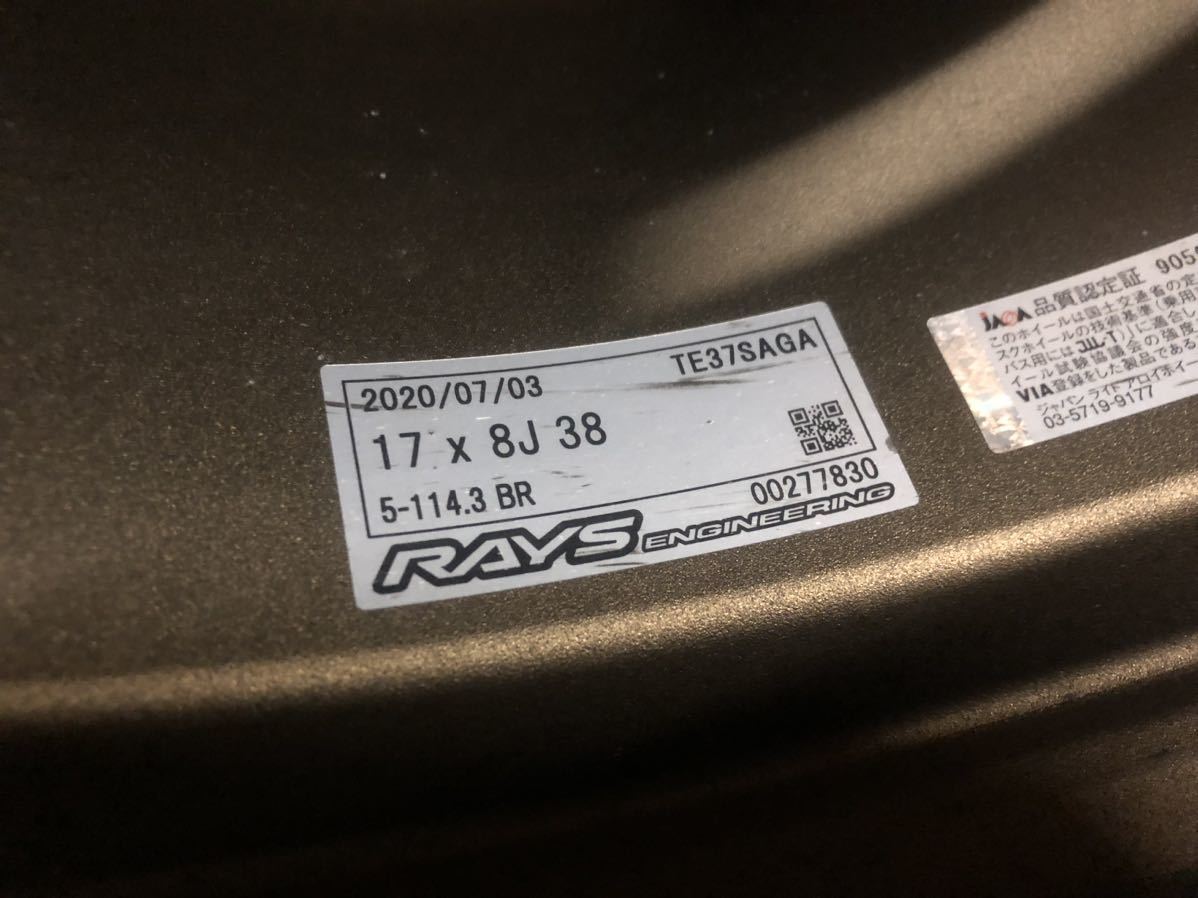 2020/07/03 TE37SAGA
17 x 8J 38
5-114.3 BR 00277830
RAYS ENGINEERING
JAWA 品質認定証 905
このホイールは国土交通省の定
スクホイールの技術基準(乗用
バス用にはJWL-T)」に適合し
イール試験協議会の強度
VIA登録をした製品である
ジャパン ライト アロイホイー
03-5719-9177